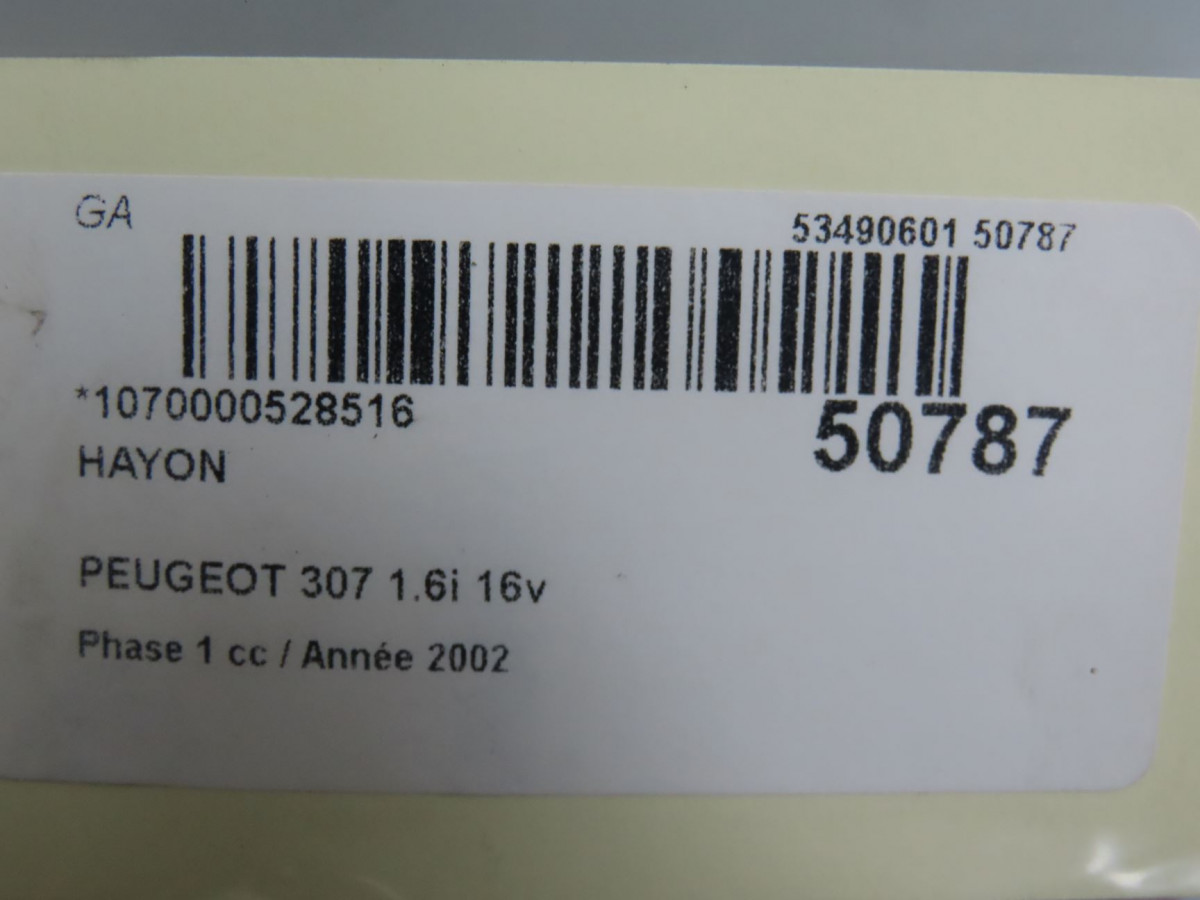 GA
53490601 50787
*1070000528516
50787
HAYON
PEUGEOT 307 1.6i 16v
Phase 1 cc / Année 2002